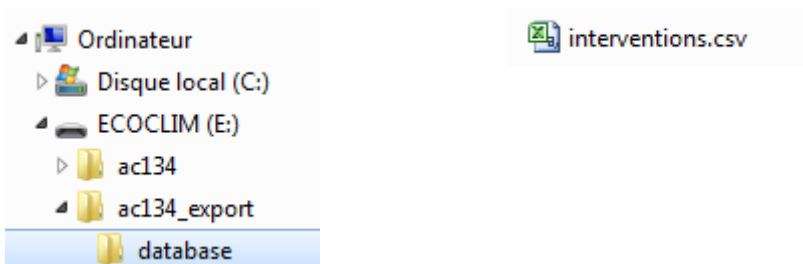 Ordinateur
Disque local (C:)
ECOCLIM (E:)
ac134
ac134_export
database
interventions.csv